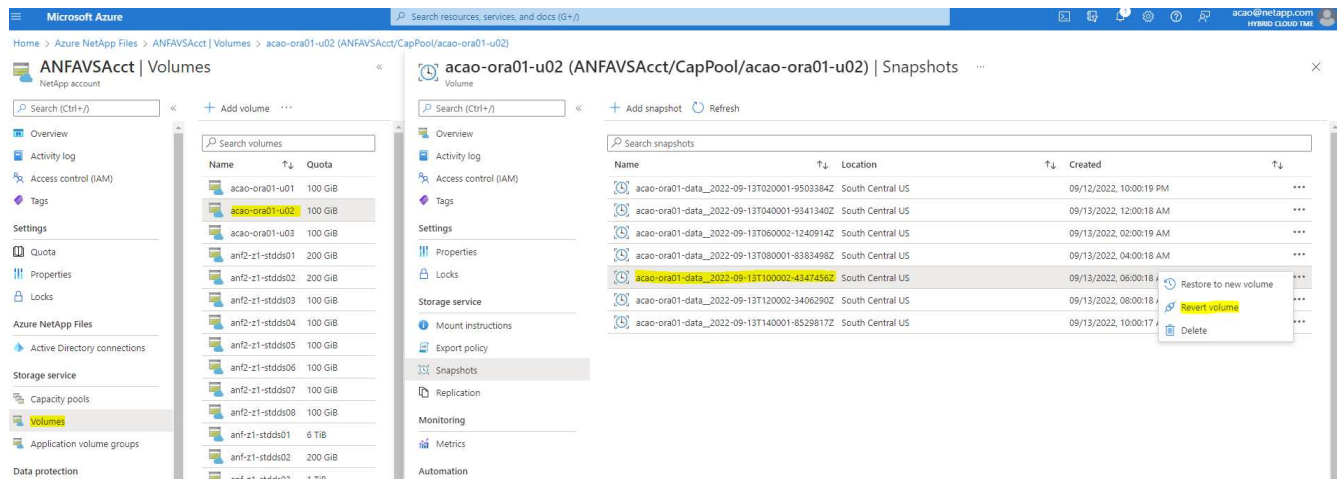 Microsoft Azure
Search resources, services, and docs (G+/)
1
acao@netapp.com
HYBRID CLOUD TME
Home > Azure NetApp Files > ANFAVSAcct | Volumes > acao-ora01-u02 (ANFAVSAcct/CapPool/acao-ora01-u02)
ANFAVSAcct | Volumes
NetApp account
Search (Ctrl+/)
Overview
Activity log
Access control (IAM)
Tags
Settings
Quota
Properties
Locks
Azure NetApp Files
Active Directory connections
Storage service
Capacity pools
Volumes
Application volume groups
Data protection
+ Add volume ...
Search volumes
Name Quota
acao-ora01-u01 100 GiB
acao-ora01-u02 100 GiB
acao-ora01-u03 100 GiB
anf2-z1-stdds01 200 GiB
anf2-z1-stdds02 200 GiB
anf2-z1-stdds03 100 GiB
anf2-z1-stdds04 100 GiB
anf2-z1-stdds05 100 GiB
anf2-z1-stdds06 100 GiB
anf2-z1-stdds07 100 GiB
anf2-z1-stdds08 100 GiB
anf-z1-stdds01 6 TiB
anf-z1-stdds02 200 GiB
acao-ora01-u02 (ANFAVSAcct/CapPool/acao-ora01-u02) | Snapshots ...
Volume
Search (Ctrl+/)
Overview
Activity log
Access control (IAM)
Tags
Settings
Properties
Locks
Storage service
Mount instructions
Export policy
Snapshots
Replication
Monitoring
Metrics
Automation
+ Add snapshot Refresh
Search snapshots
Name Location Created
acao-ora01-data_2022-09-13T020001-9503384Z South Central US 09/12/2022, 10:00:19 PM
acao-ora01-data_2022-09-13T040001-9341340Z South Central US 09/13/2022, 12:00:18 AM
acao-ora01-data_2022-09-13T060002-1240914Z South Central US 09/13/2022, 02:00:19 AM
acao-ora01-data_2022-09-13T080001-8383498Z South Central US 09/13/2022, 04:00:18 AM
acao-ora01-data_2022-09-13T100002-4347456Z South Central US 09/13/2022, 06:00:18
acao-ora01-data_2022-09-13T120002-3406290Z South Central US 09/13/2022, 08:00:18
acao-ora01-data_2022-09-13T140001-8529817Z South Central US 09/13/2022, 10:00:17
Restore to new volume
Revert volume
Delete